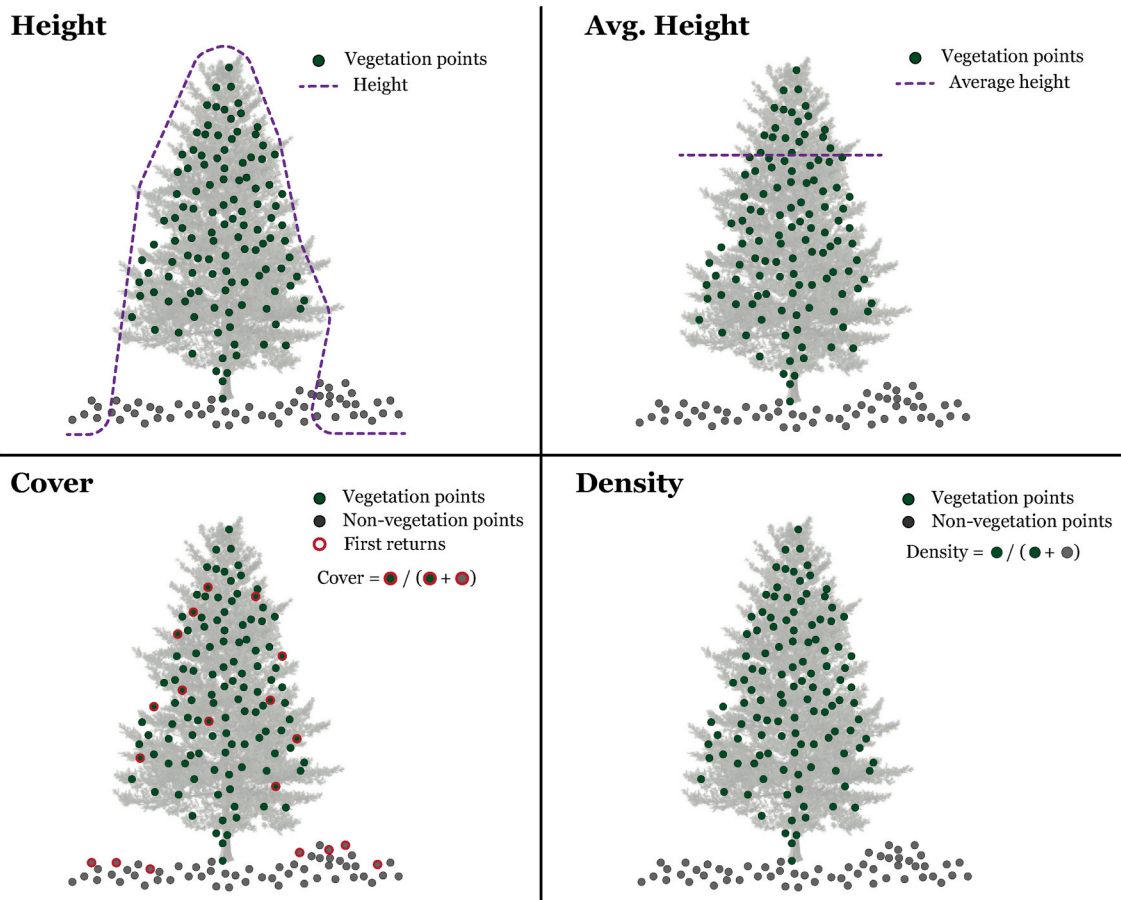 Height
Vegetation points
Height
Avg. Height
Vegetation points
Average height
Cover
Vegetation points
Non-vegetation points
First returns
Cover = / ( + )
Density
Vegetation points
Non-vegetation points
Density = / ( + )